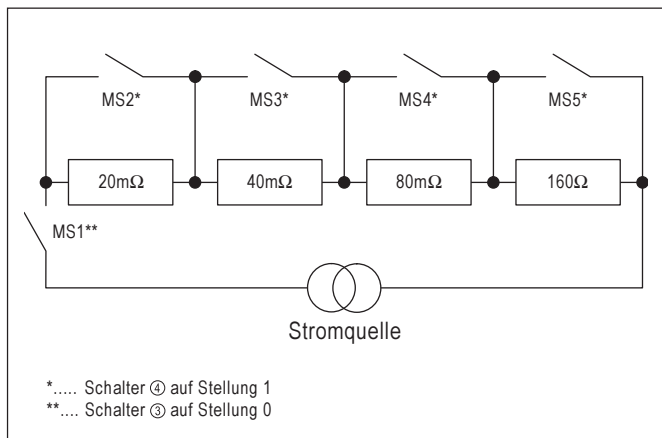 MS2* MS3* MS4* MS5*
20mΩ 40mΩ 80mΩ 160Ω
MS1**
Stromquelle
*..... Schalter ④ auf Stellung 1
**.... Schalter ③ auf Stellung 0